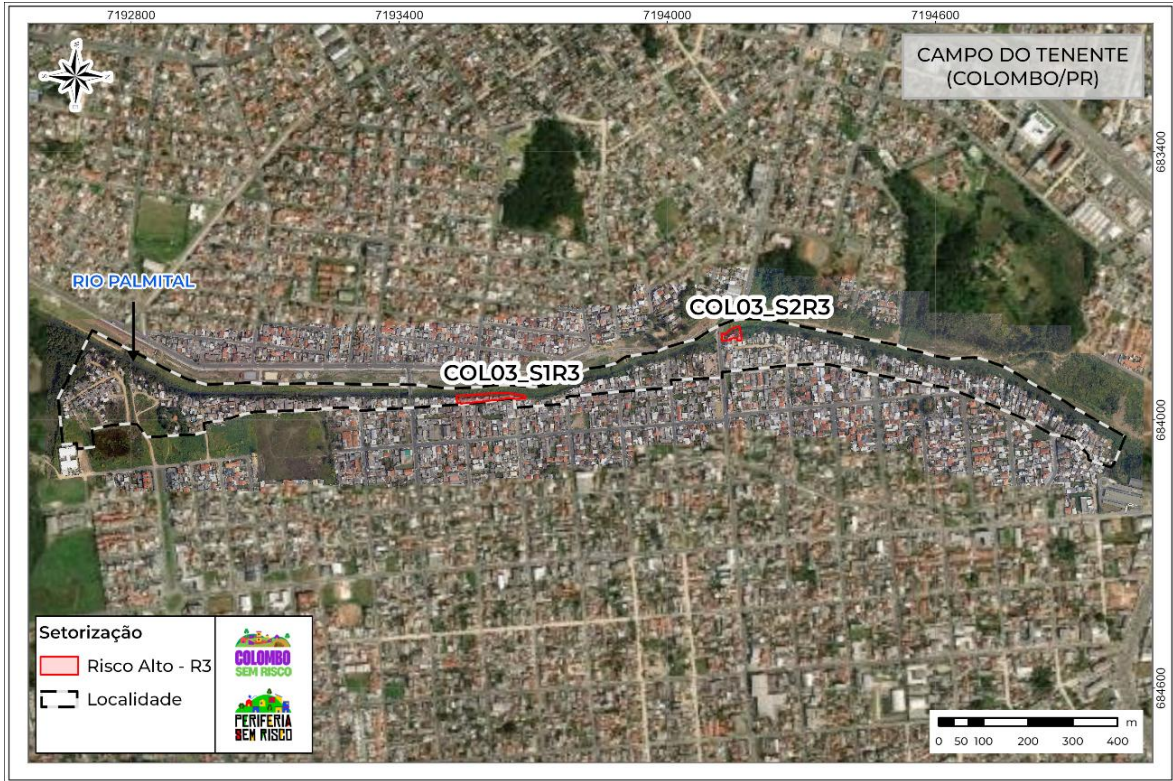 7192800
7193400
7194000
7194600
CAMPO DO TENENTE
(COLOMBO/PR)
683400
RIO PALMITAL
COL03_S2R3
COL03_S1R3
684000
684600
Setorização
Risco Alto - R3
Localidade
COLOMBO
SEM RISCO
PERIFERIA
SEM RISCO
m
0 50 100 200 300 400